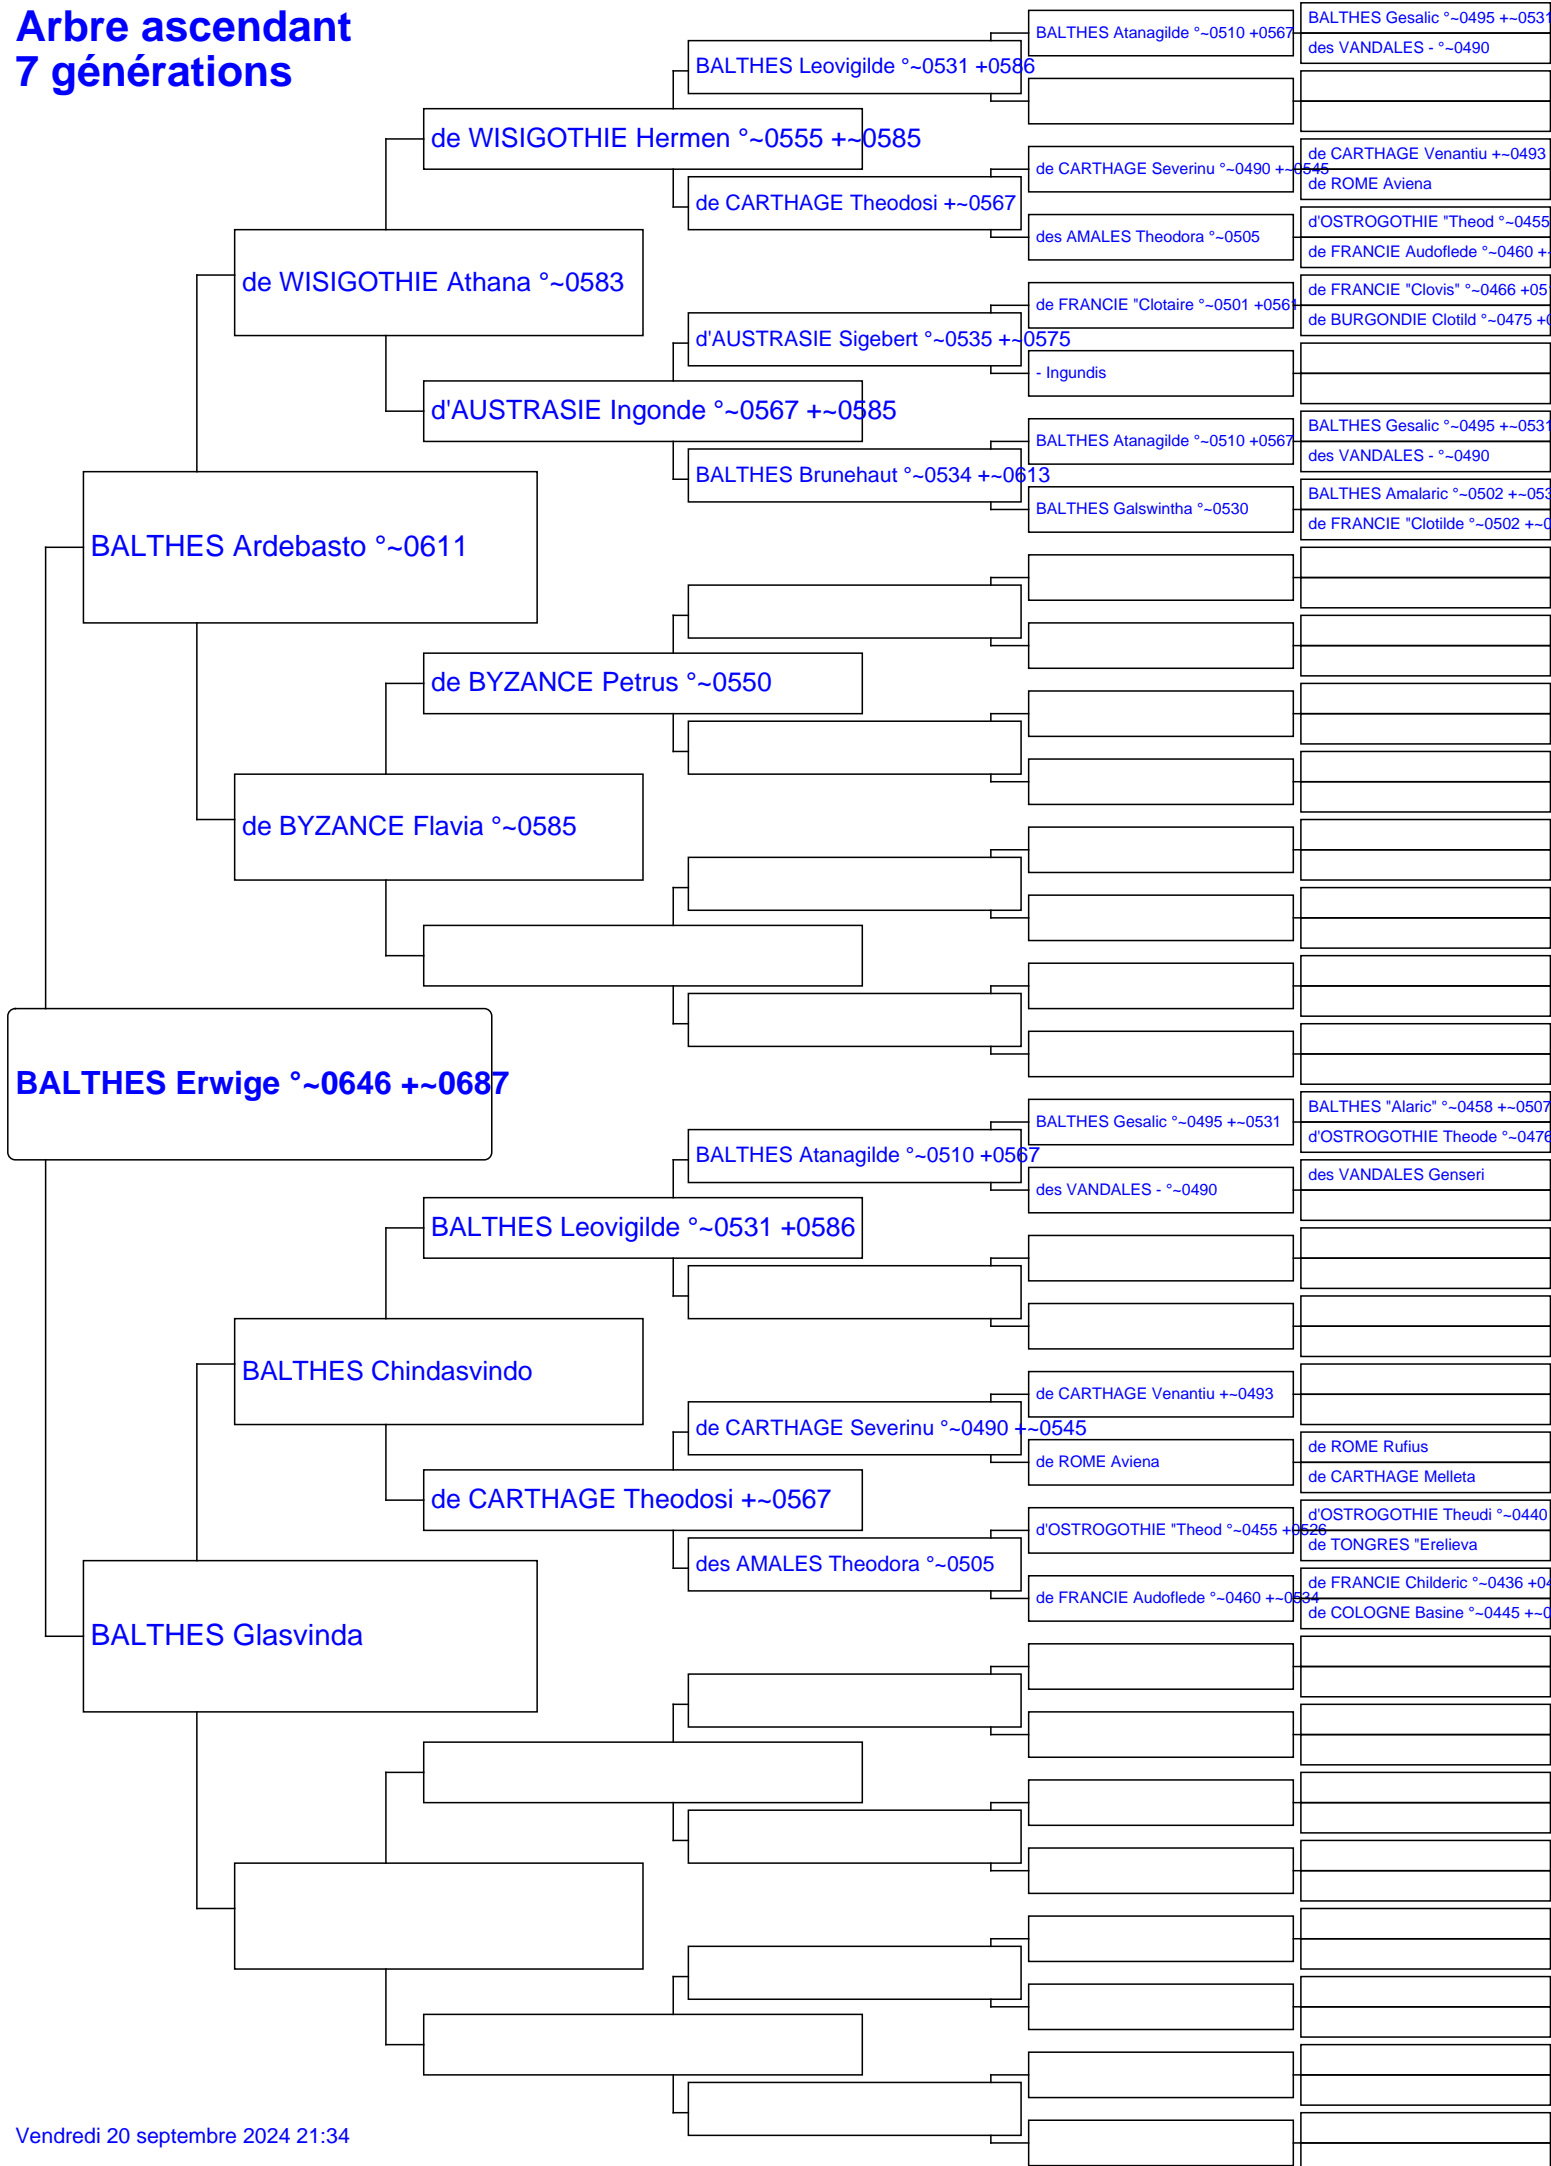 Arbre ascendant
7 générations
BALTHES Atanagilde °~0510 +0567
BALTHES Gesalic °~0495 +~0531
des VANDALES - °~0490
BALTHES Leovigilde °~0531 +0586
de WISIGOTHIE Hermen °~0555 +~0585
de CARTHAGE Severinu °~0490 +~0545
de CARTHAGE Venantiu +~0493
de ROME Aviena
de CARTHAGE Theodosi +~0567
des AMALES Theodora °~0505
d'OSTROGOTHIE "Theod °~0455
de FRANCIE Audoflede °~0460 +~
de WISIGOTHIE Athana °~0583
de FRANCIE "Clotaire °~0501 +0561
de FRANCIE "Clovis" °~0466 +05
de BURGONDIE Clotild °~0475 +0
d'AUSTRASIE Sigebert °~0535 +~0575
- Ingundis
d'AUSTRASIE Ingonde °~0567 +~0585
BALTHES Atanagilde °~0510 +0567
BALTHES Gesalic °~0495 +~0531
des VANDALES - °~0490
BALTHES Brunehaut °~0534 +~0613
BALTHES Galswintha °~0530
BALTHES Amalaric °~0502 +~053
de FRANCIE "Clotilde °~0502 +~0
BALTHES Ardebasto °~0611
de BYZANCE Petrus °~0550
de BYZANCE Flavia °~0585
BALTHES Erwige °~0646 +~0687
BALTHES Gesalic °~0495 +~0531
BALTHES "Alaric" °~0458 +~0507
d'OSTROGOTHIE Theode °~0476
BALTHES Atanagilde °~0510 +0567
des VANDALES - °~0490
des VANDALES Genseri
BALTHES Leovigilde °~0531 +0586
BALTHES Chindasvindo
de CARTHAGE Venantiu +~0493
de CARTHAGE Severinu °~0490 +~0545
de ROME Aviena
de ROME Rufius
de CARTHAGE Melleta
de CARTHAGE Theodosi +~0567
d'OSTROGOTHIE "Theod °~0455 +0526
d'OSTROGOTHIE Theudi °~0440
de TONGRES "Erelieva
des AMALES Theodora °~0505
de FRANCIE Audoflede °~0460 +~0534
de FRANCIE Childeric °~0436 +04
de COLOGNE Basine °~0445 +~0
BALTHES Glasvinda
Vendredi 20 septembre 2024 21:34